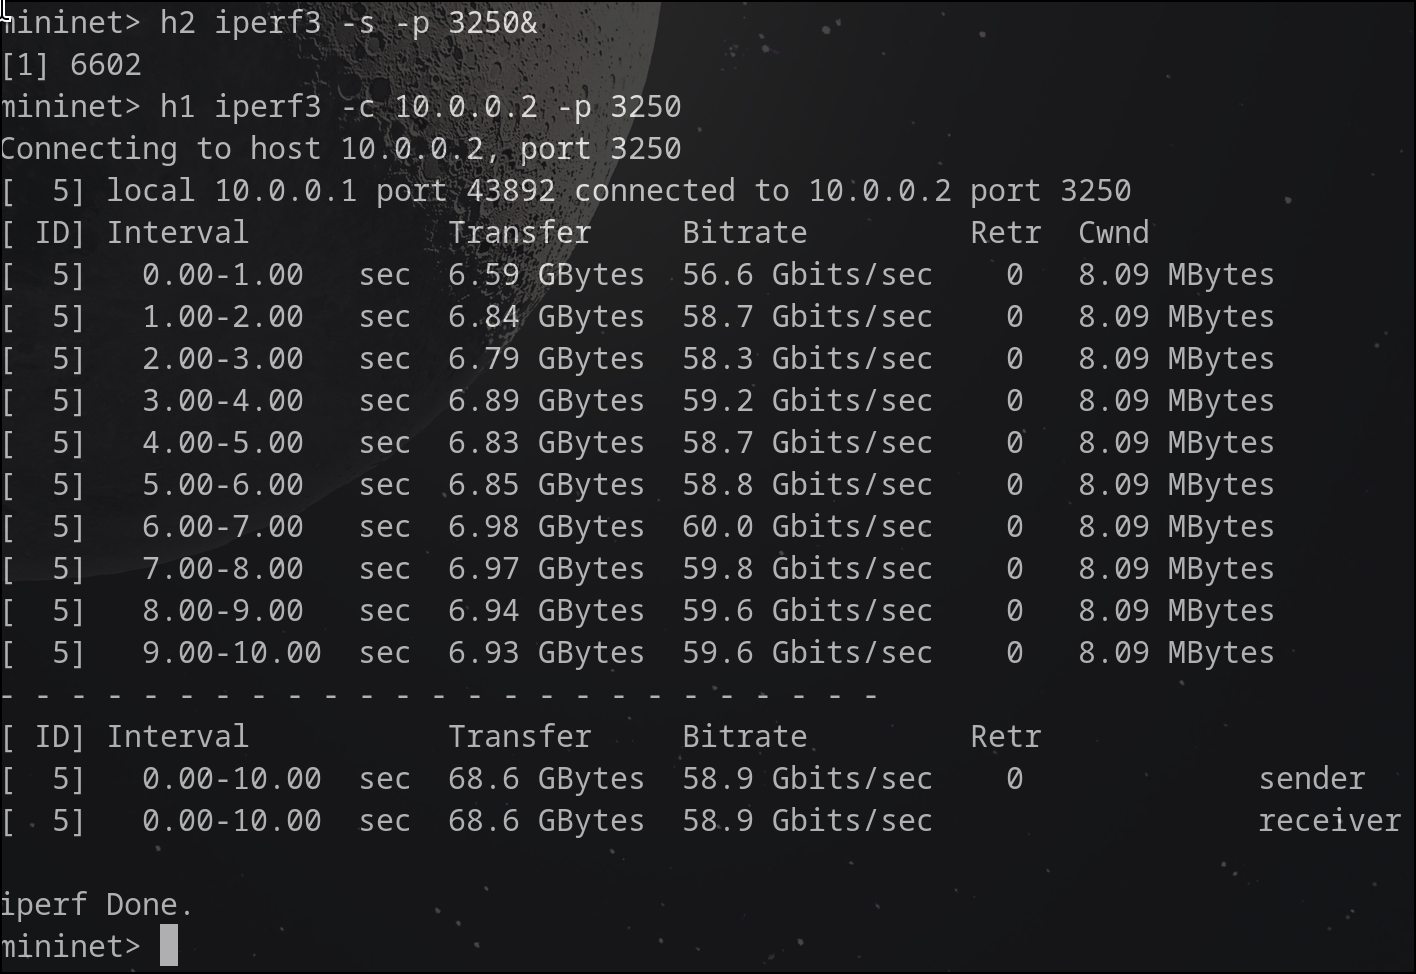 mininet> h2 iperf3 -s -p 3250&
[1] 6602
mininet> h1 iperf3 -c 10.0.0.2 -p 3250
Connecting to host 10.0.0.2, port 3250
[  5] local 10.0.0.1 port 43892 connected to 10.0.0.2 port 3250
[ ID] Interval           Transfer     Bitrate         Retr  Cwnd
[  5]   0.00-1.00   sec  6.59 GBytes  56.6 Gbits/sec    0   8.09 MBytes
[  5]   1.00-2.00   sec  6.84 GBytes  58.7 Gbits/sec    0   8.09 MBytes
[  5]   2.00-3.00   sec  6.79 GBytes  58.3 Gbits/sec    0   8.09 MBytes
[  5]   3.00-4.00   sec  6.89 GBytes  59.2 Gbits/sec    0   8.09 MBytes
[  5]   4.00-5.00   sec  6.83 GBytes  58.7 Gbits/sec    0   8.09 MBytes
[  5]   5.00-6.00   sec  6.85 GBytes  58.8 Gbits/sec    0   8.09 MBytes
[  5]   6.00-7.00   sec  6.98 GBytes  60.0 Gbits/sec    0   8.09 MBytes
[  5]   7.00-8.00   sec  6.97 GBytes  59.8 Gbits/sec    0   8.09 MBytes
[  5]   8.00-9.00   sec  6.94 GBytes  59.6 Gbits/sec    0   8.09 MBytes
[  5]   9.00-10.00  sec  6.93 GBytes  59.6 Gbits/sec    0   8.09 MBytes
- - - - - - - - - - - - - - - - - - - - - - - - -
[ ID] Interval           Transfer     Bitrate         Retr
[  5]   0.00-10.00  sec  68.6 GBytes  58.9 Gbits/sec    0             sender
[  5]   0.00-10.00  sec  68.6 GBytes  58.9 Gbits/sec                  receiver
iperf Done.
mininet>